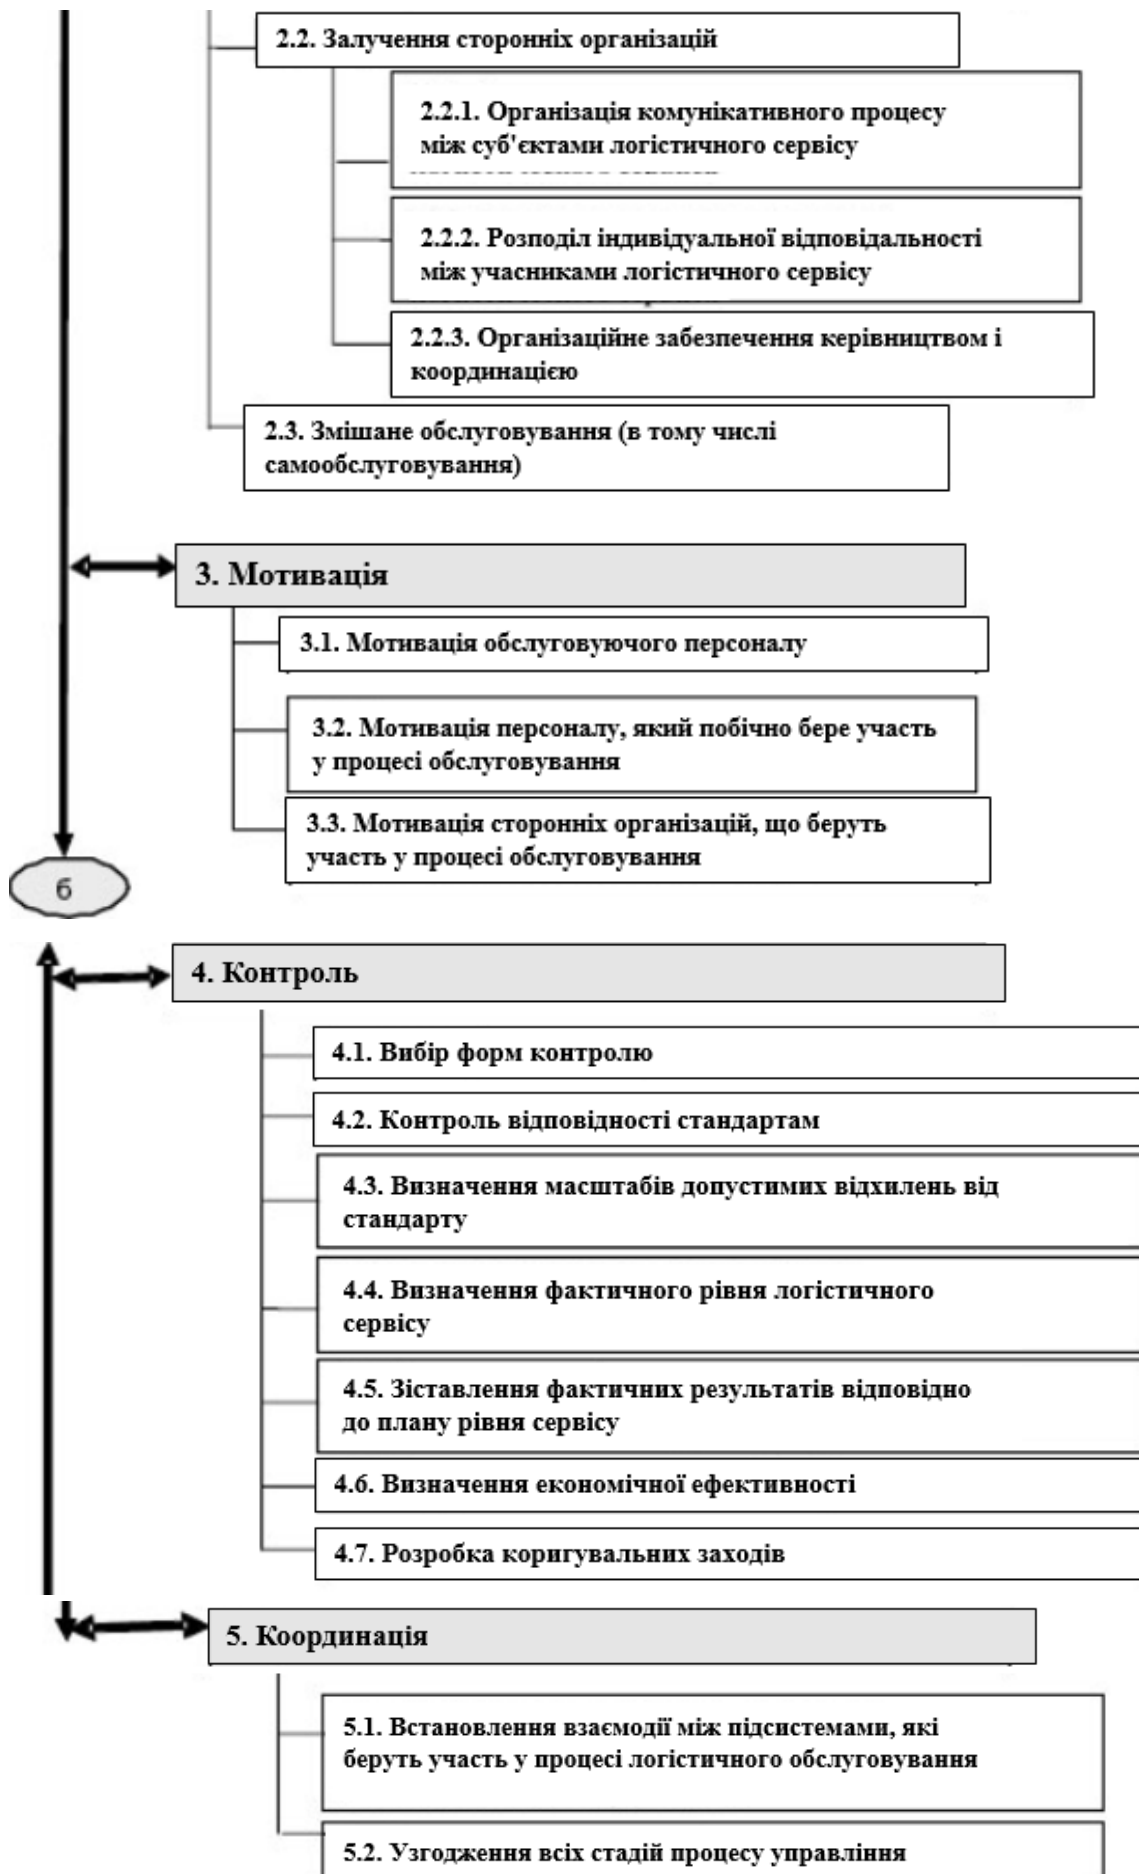 2.2. Залучення сторонніх організацій
2.2.1. Організація комунікативного процесу
між суб'єктами логістичного сервісу
2.2.2. Розподіл індивідуальної відповідальності
між учасниками логістичного сервісу
2.2.3. Організаційне забезпечення керівництвом і
координацією
2.3. Змішане обслуговування (в тому числі
самообслуговування)
3. Мотивація
3.1. Мотивація обслуговуючого персоналу
3.2. Мотивація персоналу, який побічно бере участь
у процесі обслуговування
3.3. Мотивація сторонніх організацій, що беруть
участь у процесі обслуговування
б
4. Контроль
4.1. Вибір форм контролю
4.2. Контроль відповідності стандартам
4.3. Визначення масштабів допустимих відхилень від
стандарту
4.4. Визначення фактичного рівня логістичного
сервісу
4.5. Зіставлення фактичних результатів відповідно
до плану рівня сервісу
4.6. Визначення економічної ефективності
4.7. Розробка коригувальних заходів
5. Координація
5.1. Встановлення взаємодії між підсистемами, які
беруть участь у процесі логістичного обслуговування
5.2. Узгодження всіх стадій процесу управління